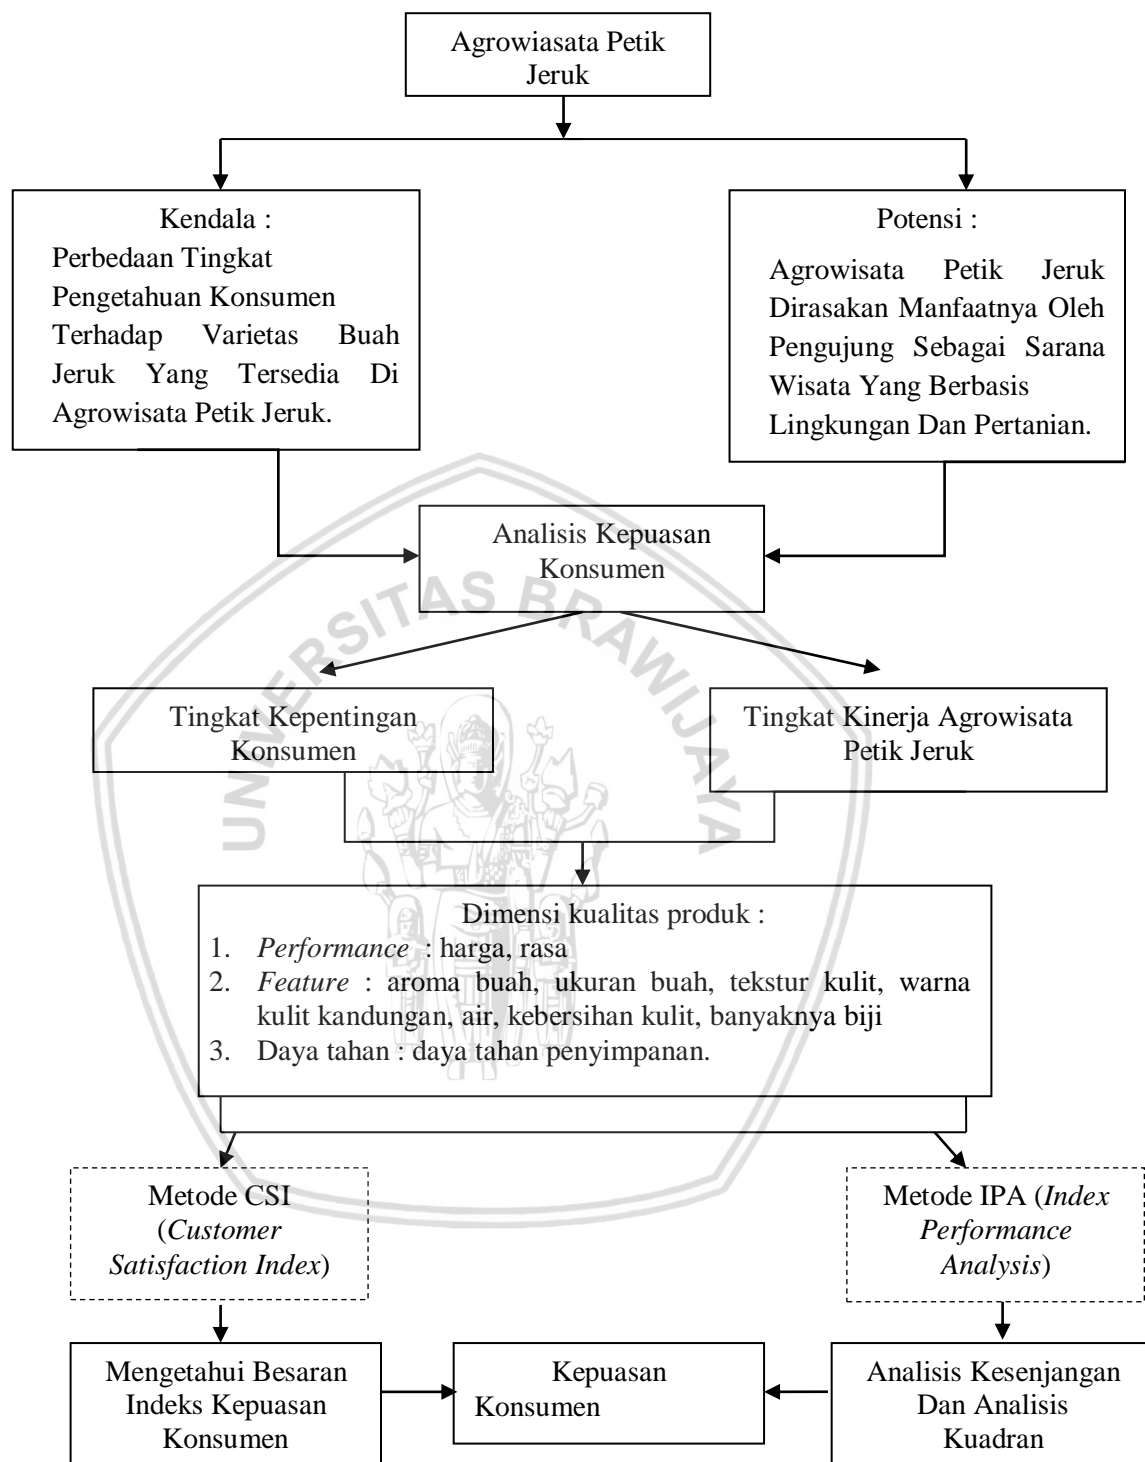 Agrowiasata Petik
Jeruk
Kendala :
Perbedaan Tingkat
Pengetahuan Konsumen
Terhadap Varietas Buah
Jeruk Yang Tersedia Di
Agrowisata Petik Jeruk.
Potensi :
Agrowisata Petik Jeruk
Dirasakan Manfaatnya Oleh
Pengujung Sebagai Sarana
Wisata Yang Berbasis
Lingkungan Dan Pertanian.
Analisis Kepuasan
Konsumen
UNIVERSITAS BRAWIJAYA
Tingkat Kepentingan
Konsumen
Tingkat Kinerja Agrowisata
Petik Jeruk
Dimensi kualitas produk :
1. Performance : harga, rasa
2. Feature : aroma buah, ukuran buah, tekstur kulit, warna
kulit kandungan, air, kebersihan kulit, banyaknya biji
3. Daya tahan : daya tahan penyimpanan.
Metode CSI
(Customer
Satisfaction Index)
Metode IPA (Index
Performance
Analysis)
Mengetahui Besaran
Indeks Kepuasan
Konsumen
Kepuasan
Konsumen
Analisis Kesenjangan
Dan Analisis
Kuadran